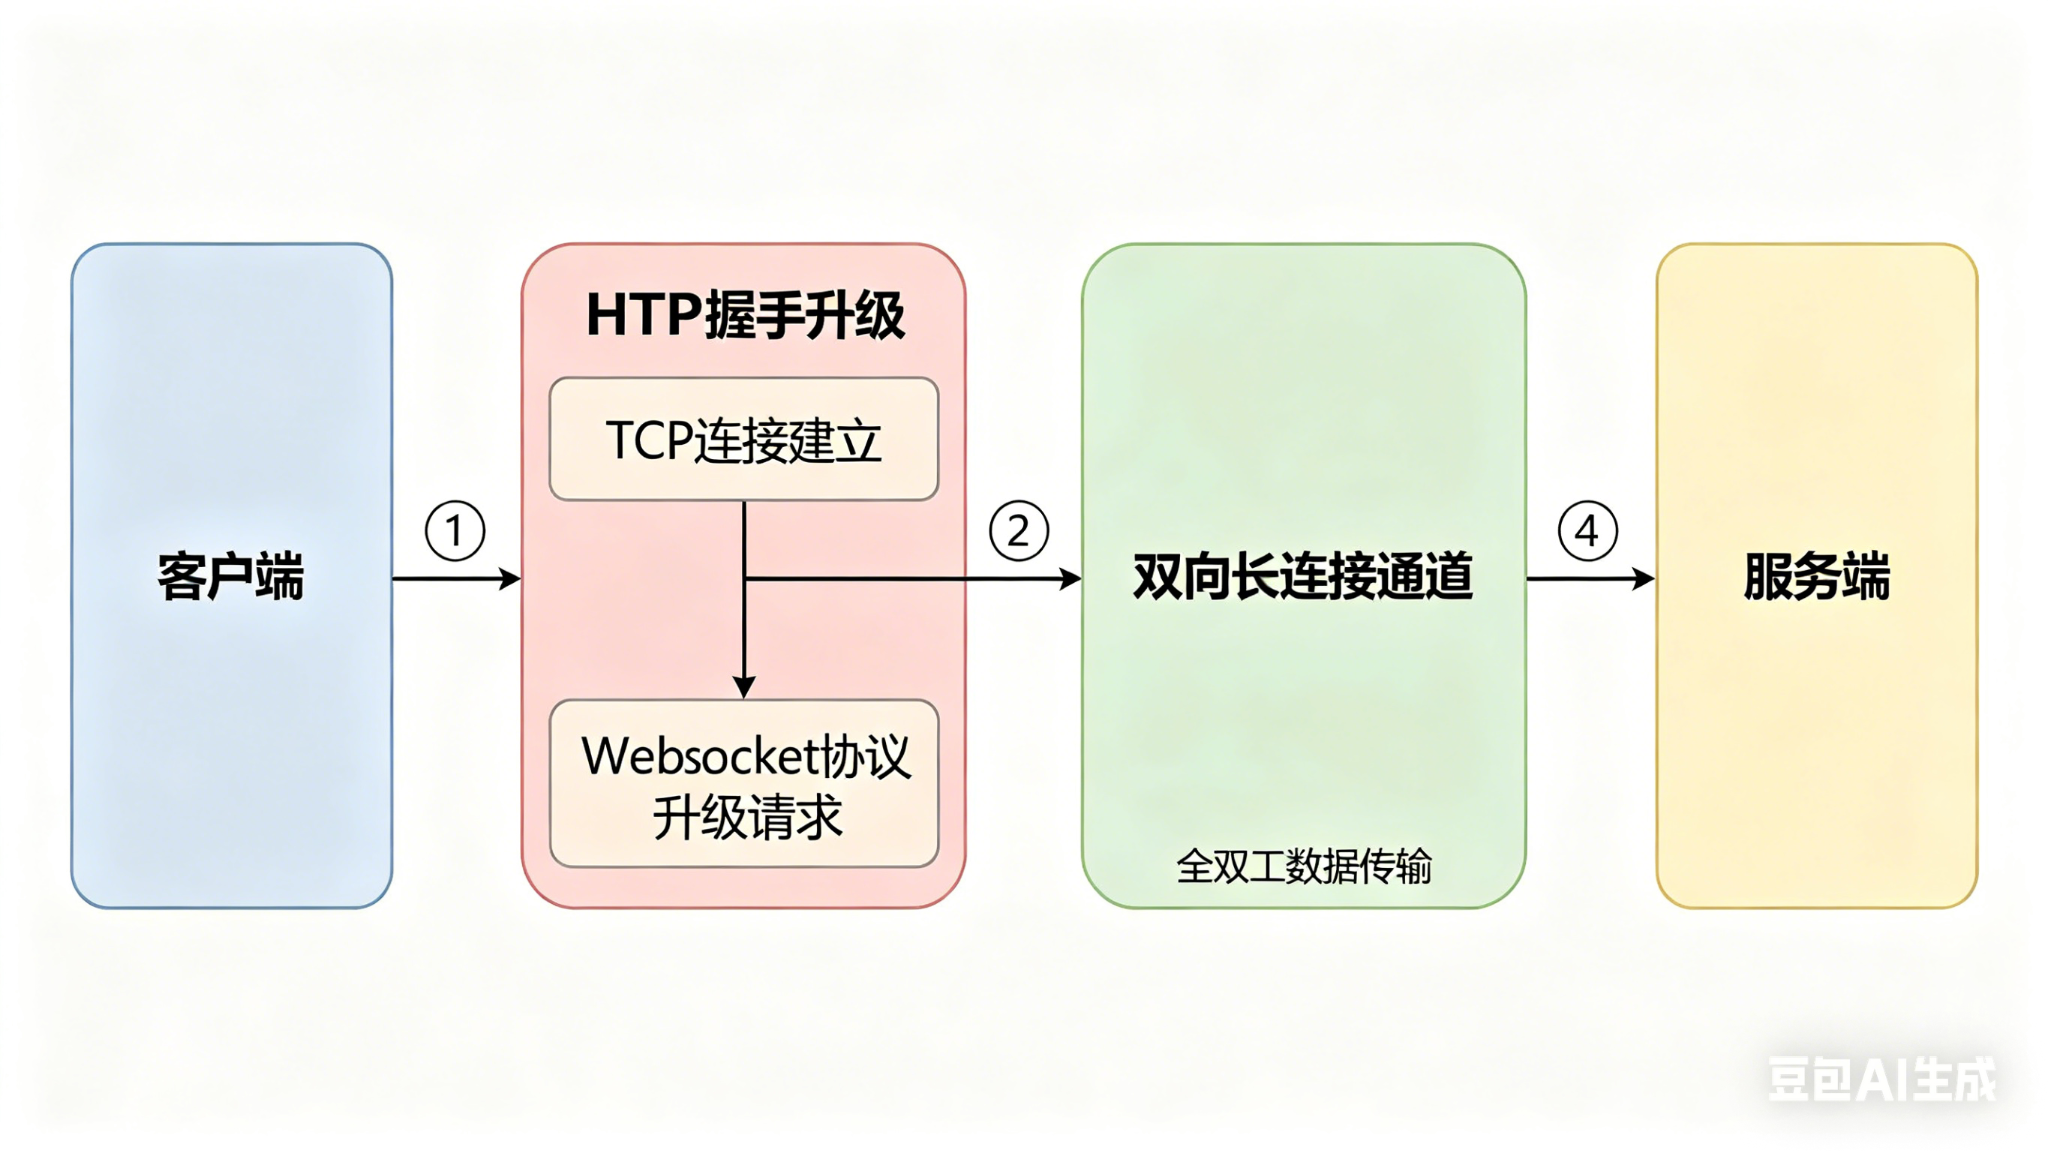 客户端
①
HTP握手升级
TCP连接建立
Websocket协议
升级请求
②
双向长连接通道
全双工数据传输
④
服务端
豆包AI生成